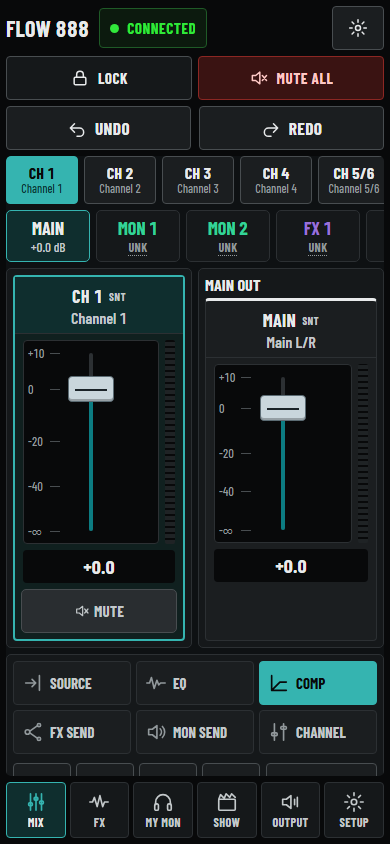 FLOW 888
CONNECTED
LOCK
MUTE ALL
UNDO
REDO
CH 1
Channel 1
CH 2
Channel 2
CH 3
Channel 3
CH 4
Channel 4
CH 5/6
Channel 5/6
MAIN
+0.0 dB
MON 1
UNK
MON 2
UNK
FX 1
UNK
CH 1 SNT
Channel 1
+10
0
-20
-40
-∞
+0.0
MUTE
MAIN OUT
MAIN SNT
Main L/R
+10
0
-20
-40
-∞
+0.0
SOURCE
EQ
COMP
FX SEND
MON SEND
CHANNEL
MIX
FX
MY MON
SHOW
OUTPUT
SETUP